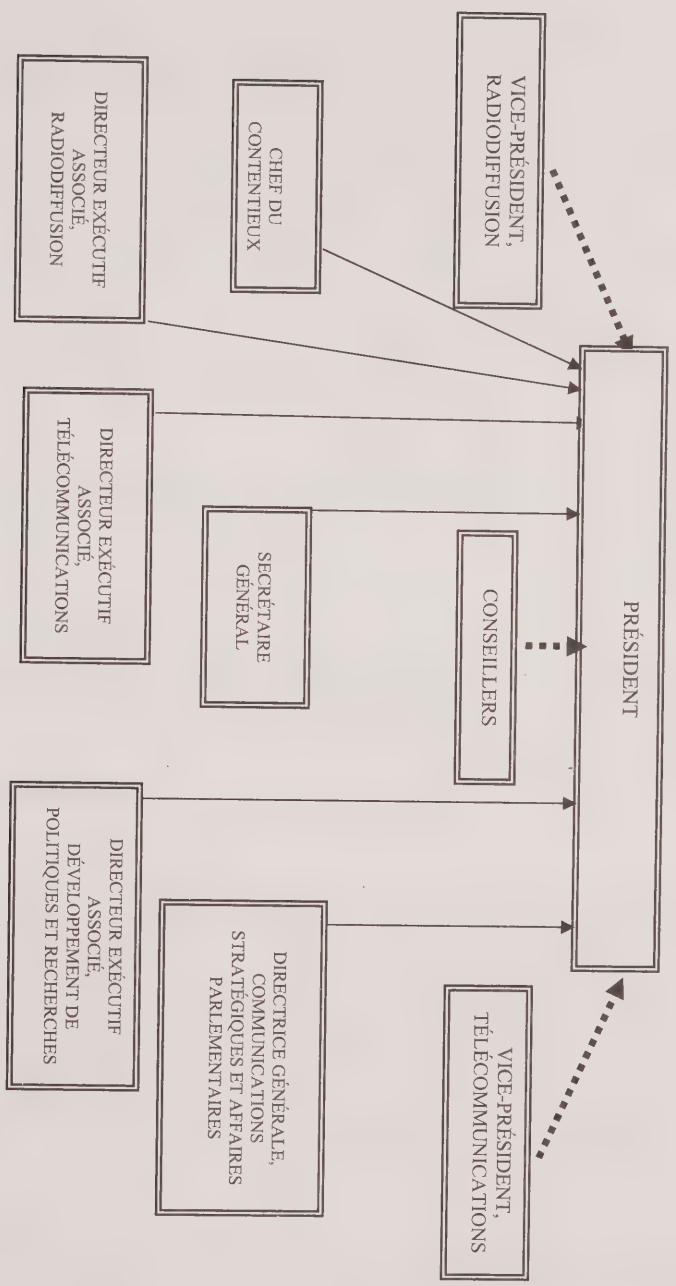 PRÉSIDENT
VICE-PRÉSIDENT,
RADIODIFFUSION
CONSEILLERS
VICE-PRÉSIDENT,
TÉLÉCOMMUNICATIONS
CHEF DU
CONTENTIEUX
SECRÉTAIRE
GÉNÉRAL
DIRECTRICE GÉNÉRALE,
COMMUNICATIONS
STRATÉGIQUES ET AFFAIRES
PARLEMENTAIRES
DIRECTEUR EXÉCUTIF
ASSOCIÉ,
RADIODIFFUSION
DIRECTEUR EXÉCUTIF
ASSOCIÉ,
TÉLÉCOMMUNICATIONS
DIRECTEUR EXÉCUTIF
ASSOCIÉ,
DÉVELOPPEMENT DE
POLITIQUES ET RECHERCHES